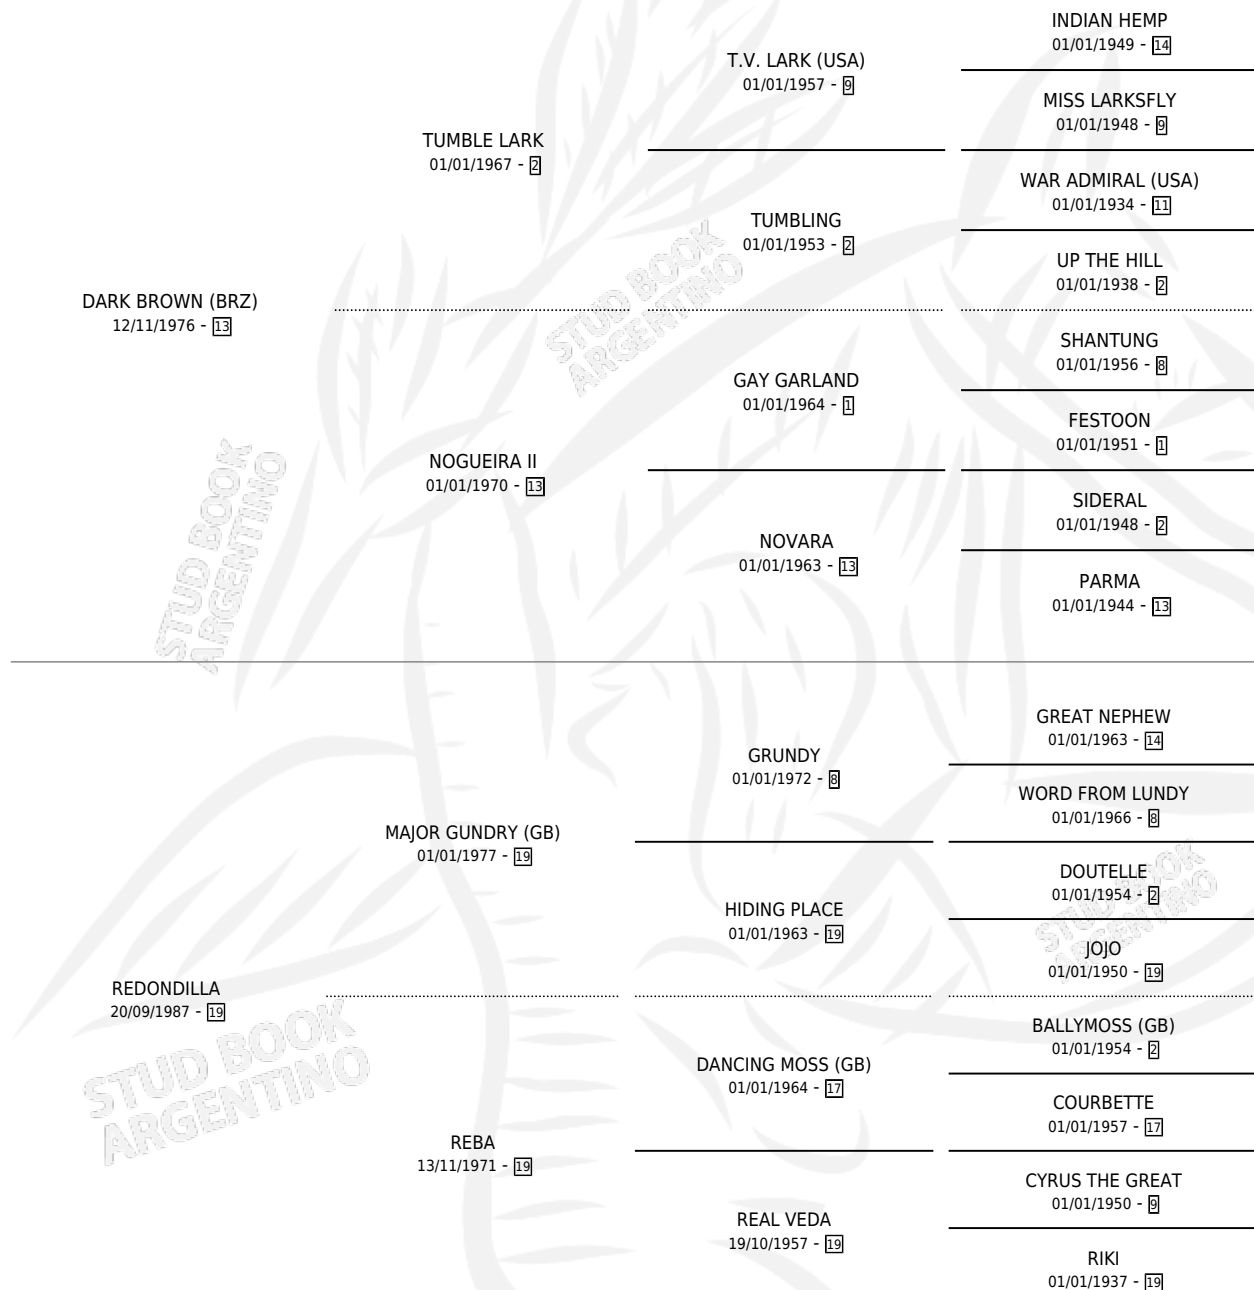 INDIAN HEMP
01/01/1949 - 14
T.V. LARK (USA)
01/01/1957 - 9
MISS LARKSFLY
01/01/1948 - 9
TUMBLE LARK
01/01/1967 - 2
WAR ADMIRAL (USA)
01/01/1934 - 11
TUMBLING
01/01/1953 - 2
UP THE HILL
01/01/1938 - 2
DARK BROWN (BRZ)
12/11/1976 - 13
SHANTUNG
01/01/1956 - 8
GAY GARLAND
01/01/1964 - 1
FESTOON
01/01/1951 - 1
NOGUEIRA II
01/01/1970 - 13
SIDERAL
01/01/1948 - 2
NOVARA
01/01/1963 - 13
PARMA
01/01/1944 - 13
STUD BOOK
ARGENTINO
STUD BOOK
ARGENTINO
GREAT NEPHEW
01/01/1963 - 14
GRUNDY
01/01/1972 - 8
WORD FROM LUNDY
01/01/1966 - 8
MAJOR GUNDRY (GB)
01/01/1977 - 19
DOUTELLE
01/01/1954 - 2
HIDING PLACE
01/01/1963 - 19
JOJO
01/01/1950 - 19
STUD BOOK
ARGENTINO
REDONDILLA
20/09/1987 - 19
BALLYMOSS (GB)
01/01/1954 - 2
DANCING MOSS (GB)
01/01/1964 - 17
COURBETTE
01/01/1957 - 17
REBA
13/11/1971 - 19
CYRUS THE GREAT
01/01/1950 - 9
REAL VEDA
19/10/1957 - 19
RIKI
01/01/1937 - 19
STUD BOOK
ARGENTINO